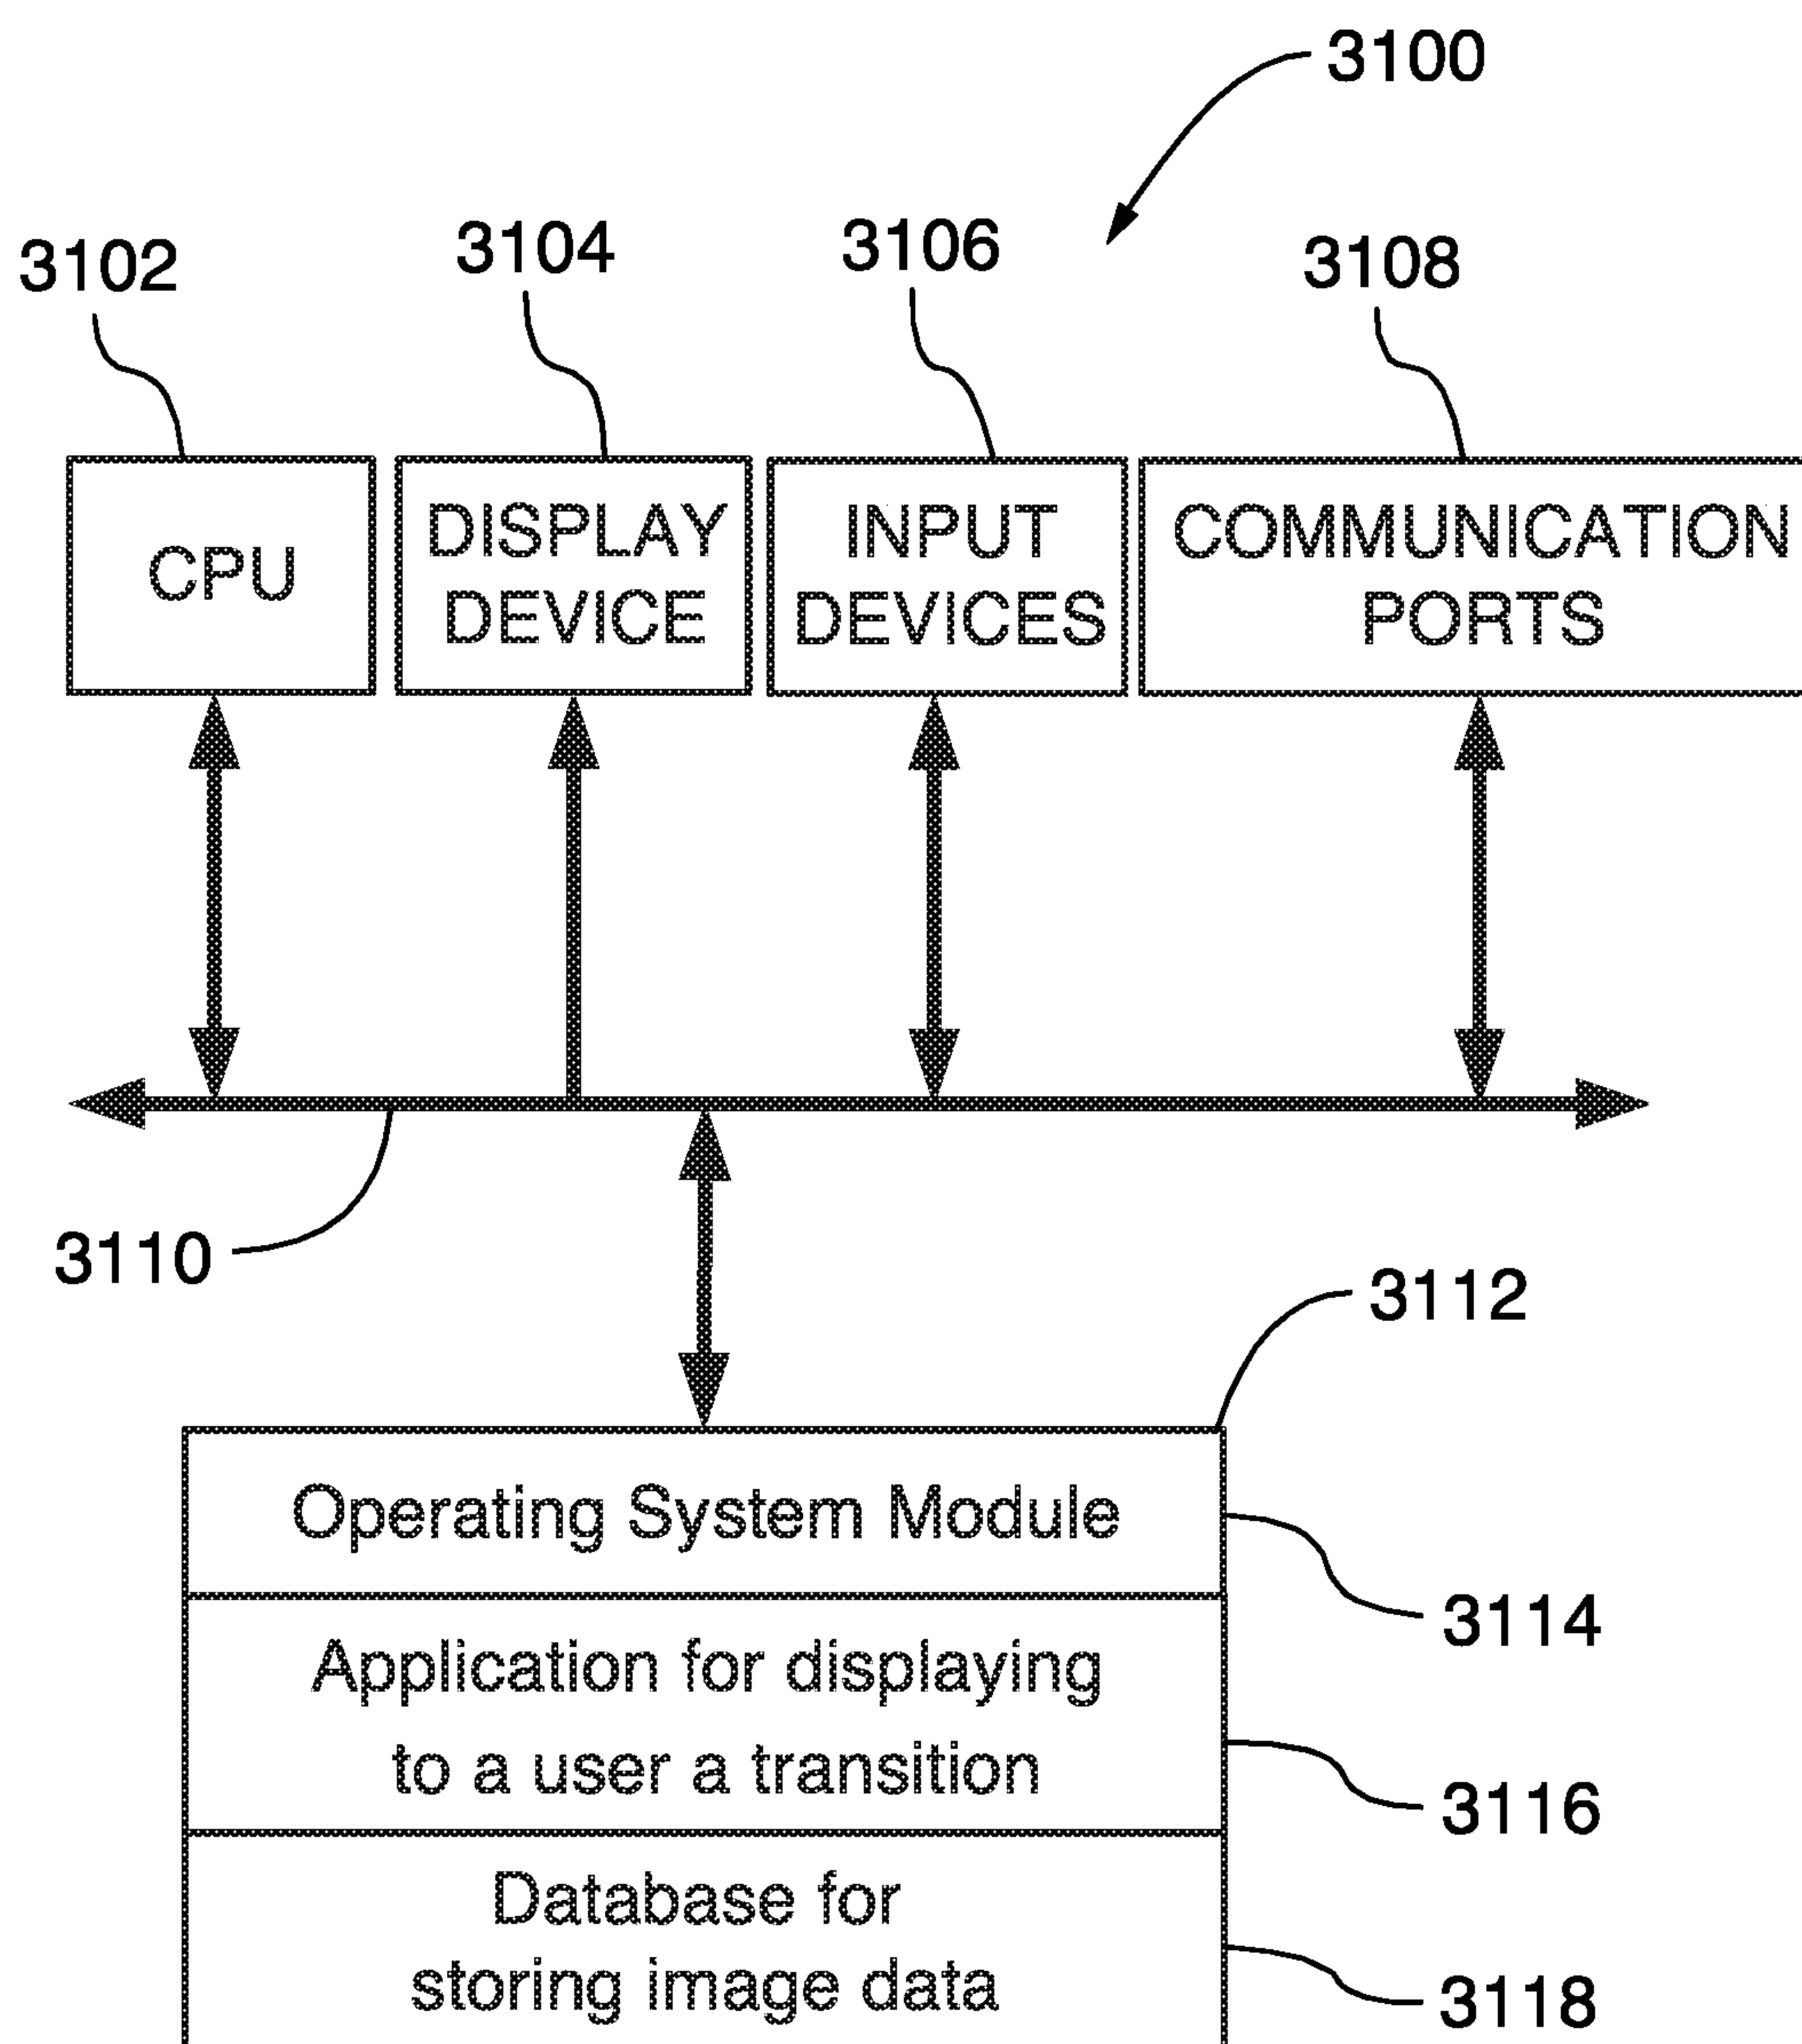 3100
3102
3104
3106
3108
CPU
DISPLAY
DEVICE
INPUT
DEVICES
COMMUNICATION
PORTS
3110
3112
Operating System Module
3114
Application for displaying
to a user a transition
3116
Database for
storing image data
3118